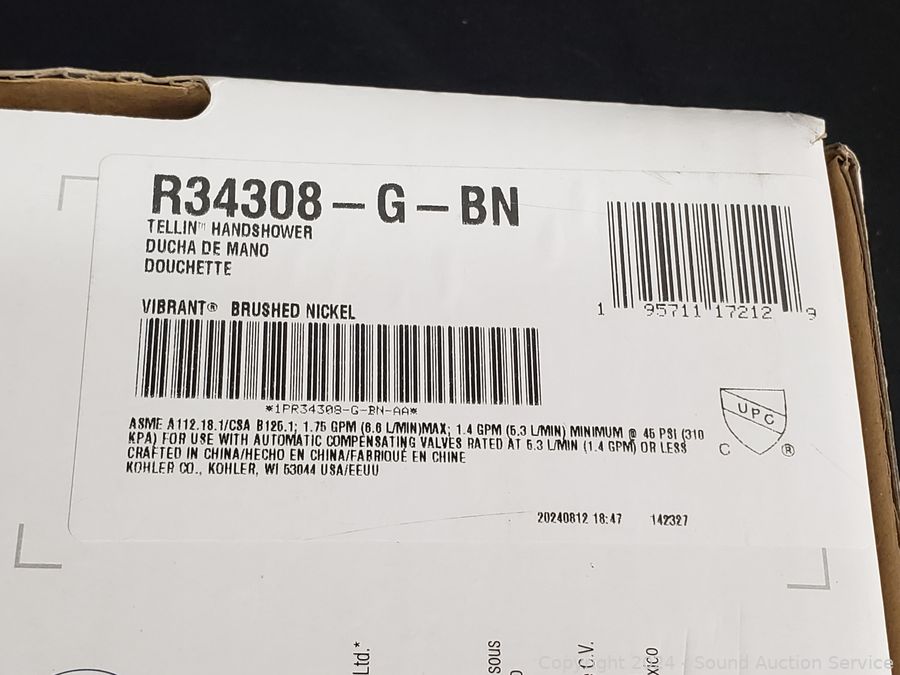 R34308-G-BN
TELLIN™ HANDSHOWER
DUCHA DE MANO
DOUCHETTE
VIBRANT® BRUSHED NICKEL
1 95711 17212 9
*1PR34308-G-BN-AA*
ASME A112.18.1/CSA B125.1; 1.75 GPM (6.6 L/MIN)MAX; 1.4 GPM (5.3 L/MIN) MINIMUM @ 45 PSI (310
KPA) FOR USE WITH AUTOMATIC COMPENSATING VALVES RATED AT 5.3 L/MIN (1.4 GPM) OR LESS
CRAFTED IN CHINA/HECHO EN CHINA/FABRIQUÉ EN CHINE
KOHLER CO., KOHLER, WI 53044 USA/EEUU
UPC
C ®
20240812 18:47 142327
Ltd.*
sous
e C.V.
xico
Copyright 2024 - Sound Auction Service